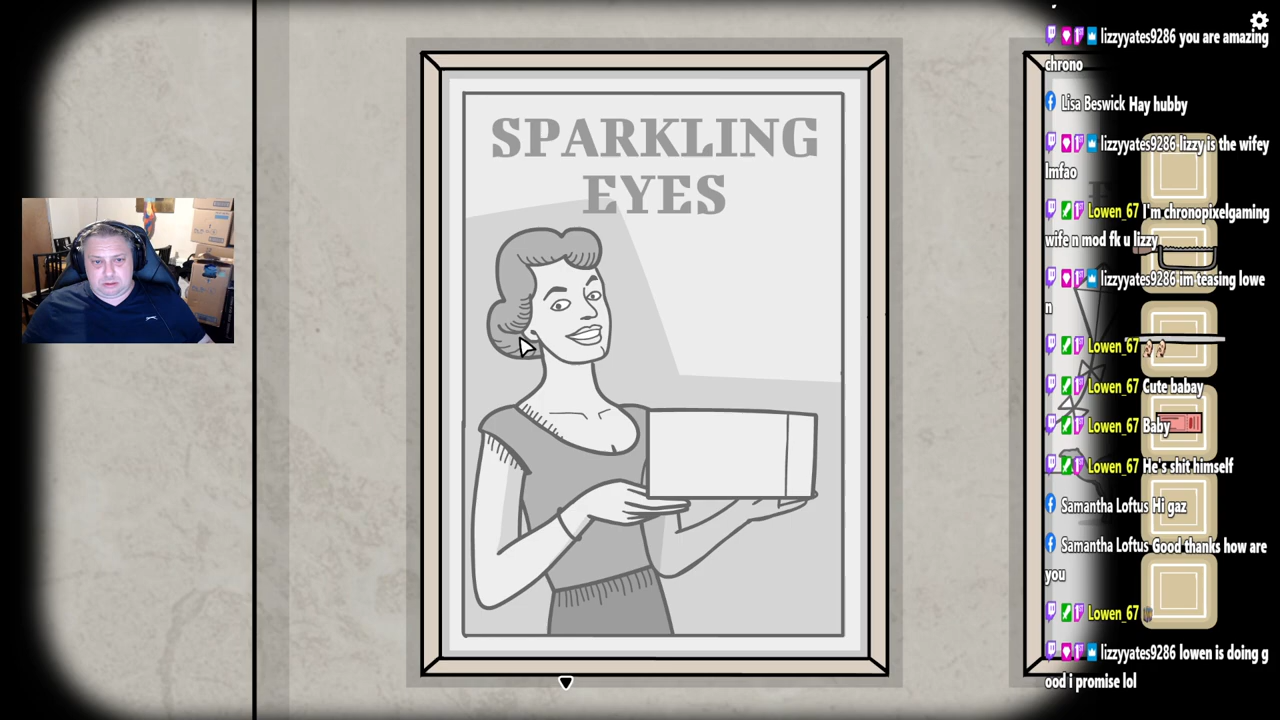 SPARKLING
EYES
lizzyyates9286 you are amazing
chrono
Lisa Beswick Hay hubby
lizzyyates9286 lizzy is the wifey
lmfao
Lowen_67 I'm chronopixelgaming
wife n mod fk u lizzy
lizzyyates9286 im teasing lowe
n
Lowen_67
Lowen_67 Cute babay
Lowen_67 Baby
Lowen_67 He's shit himself
Samantha Loftus Hi gaz
Samantha Loftus Good thanks how are
you
Lowen_67
lizzyyates9286 lowen is doing g
ood i promise lol